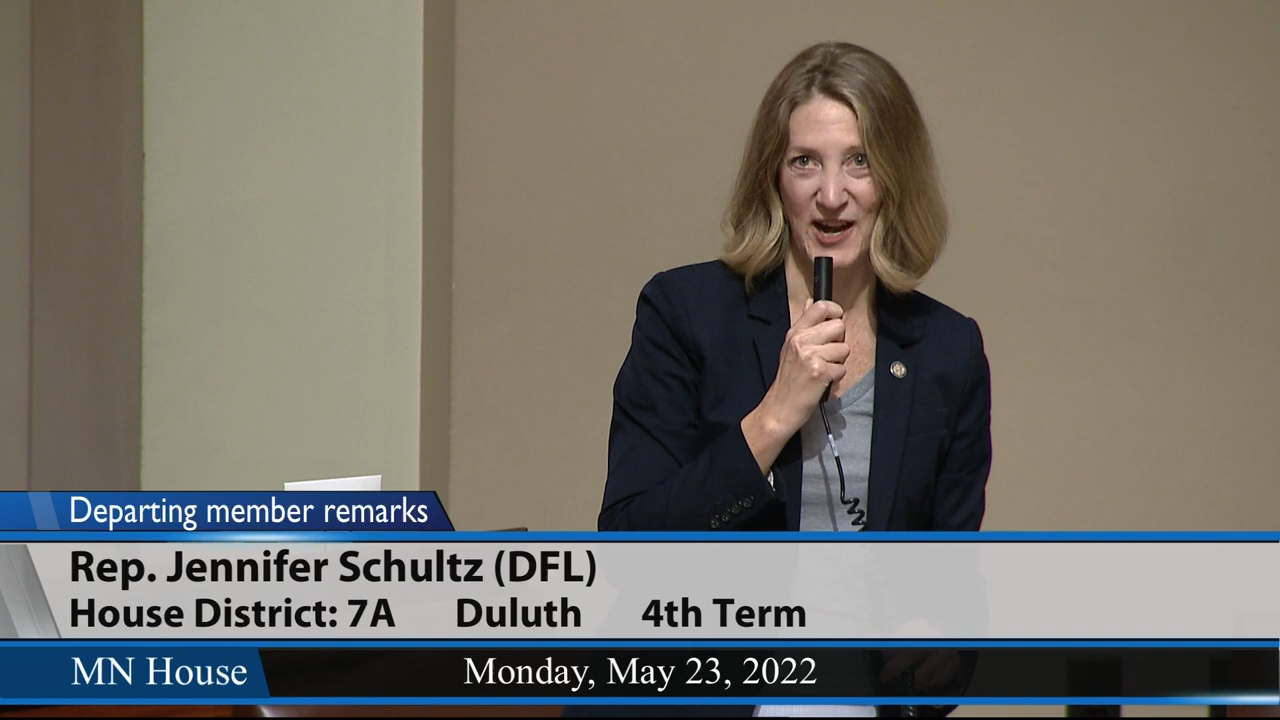 Departing member remarks
Rep. Jennifer Schultz (DFL)
House District: 7A Duluth 4th Term
MN House Monday, May 23, 2022